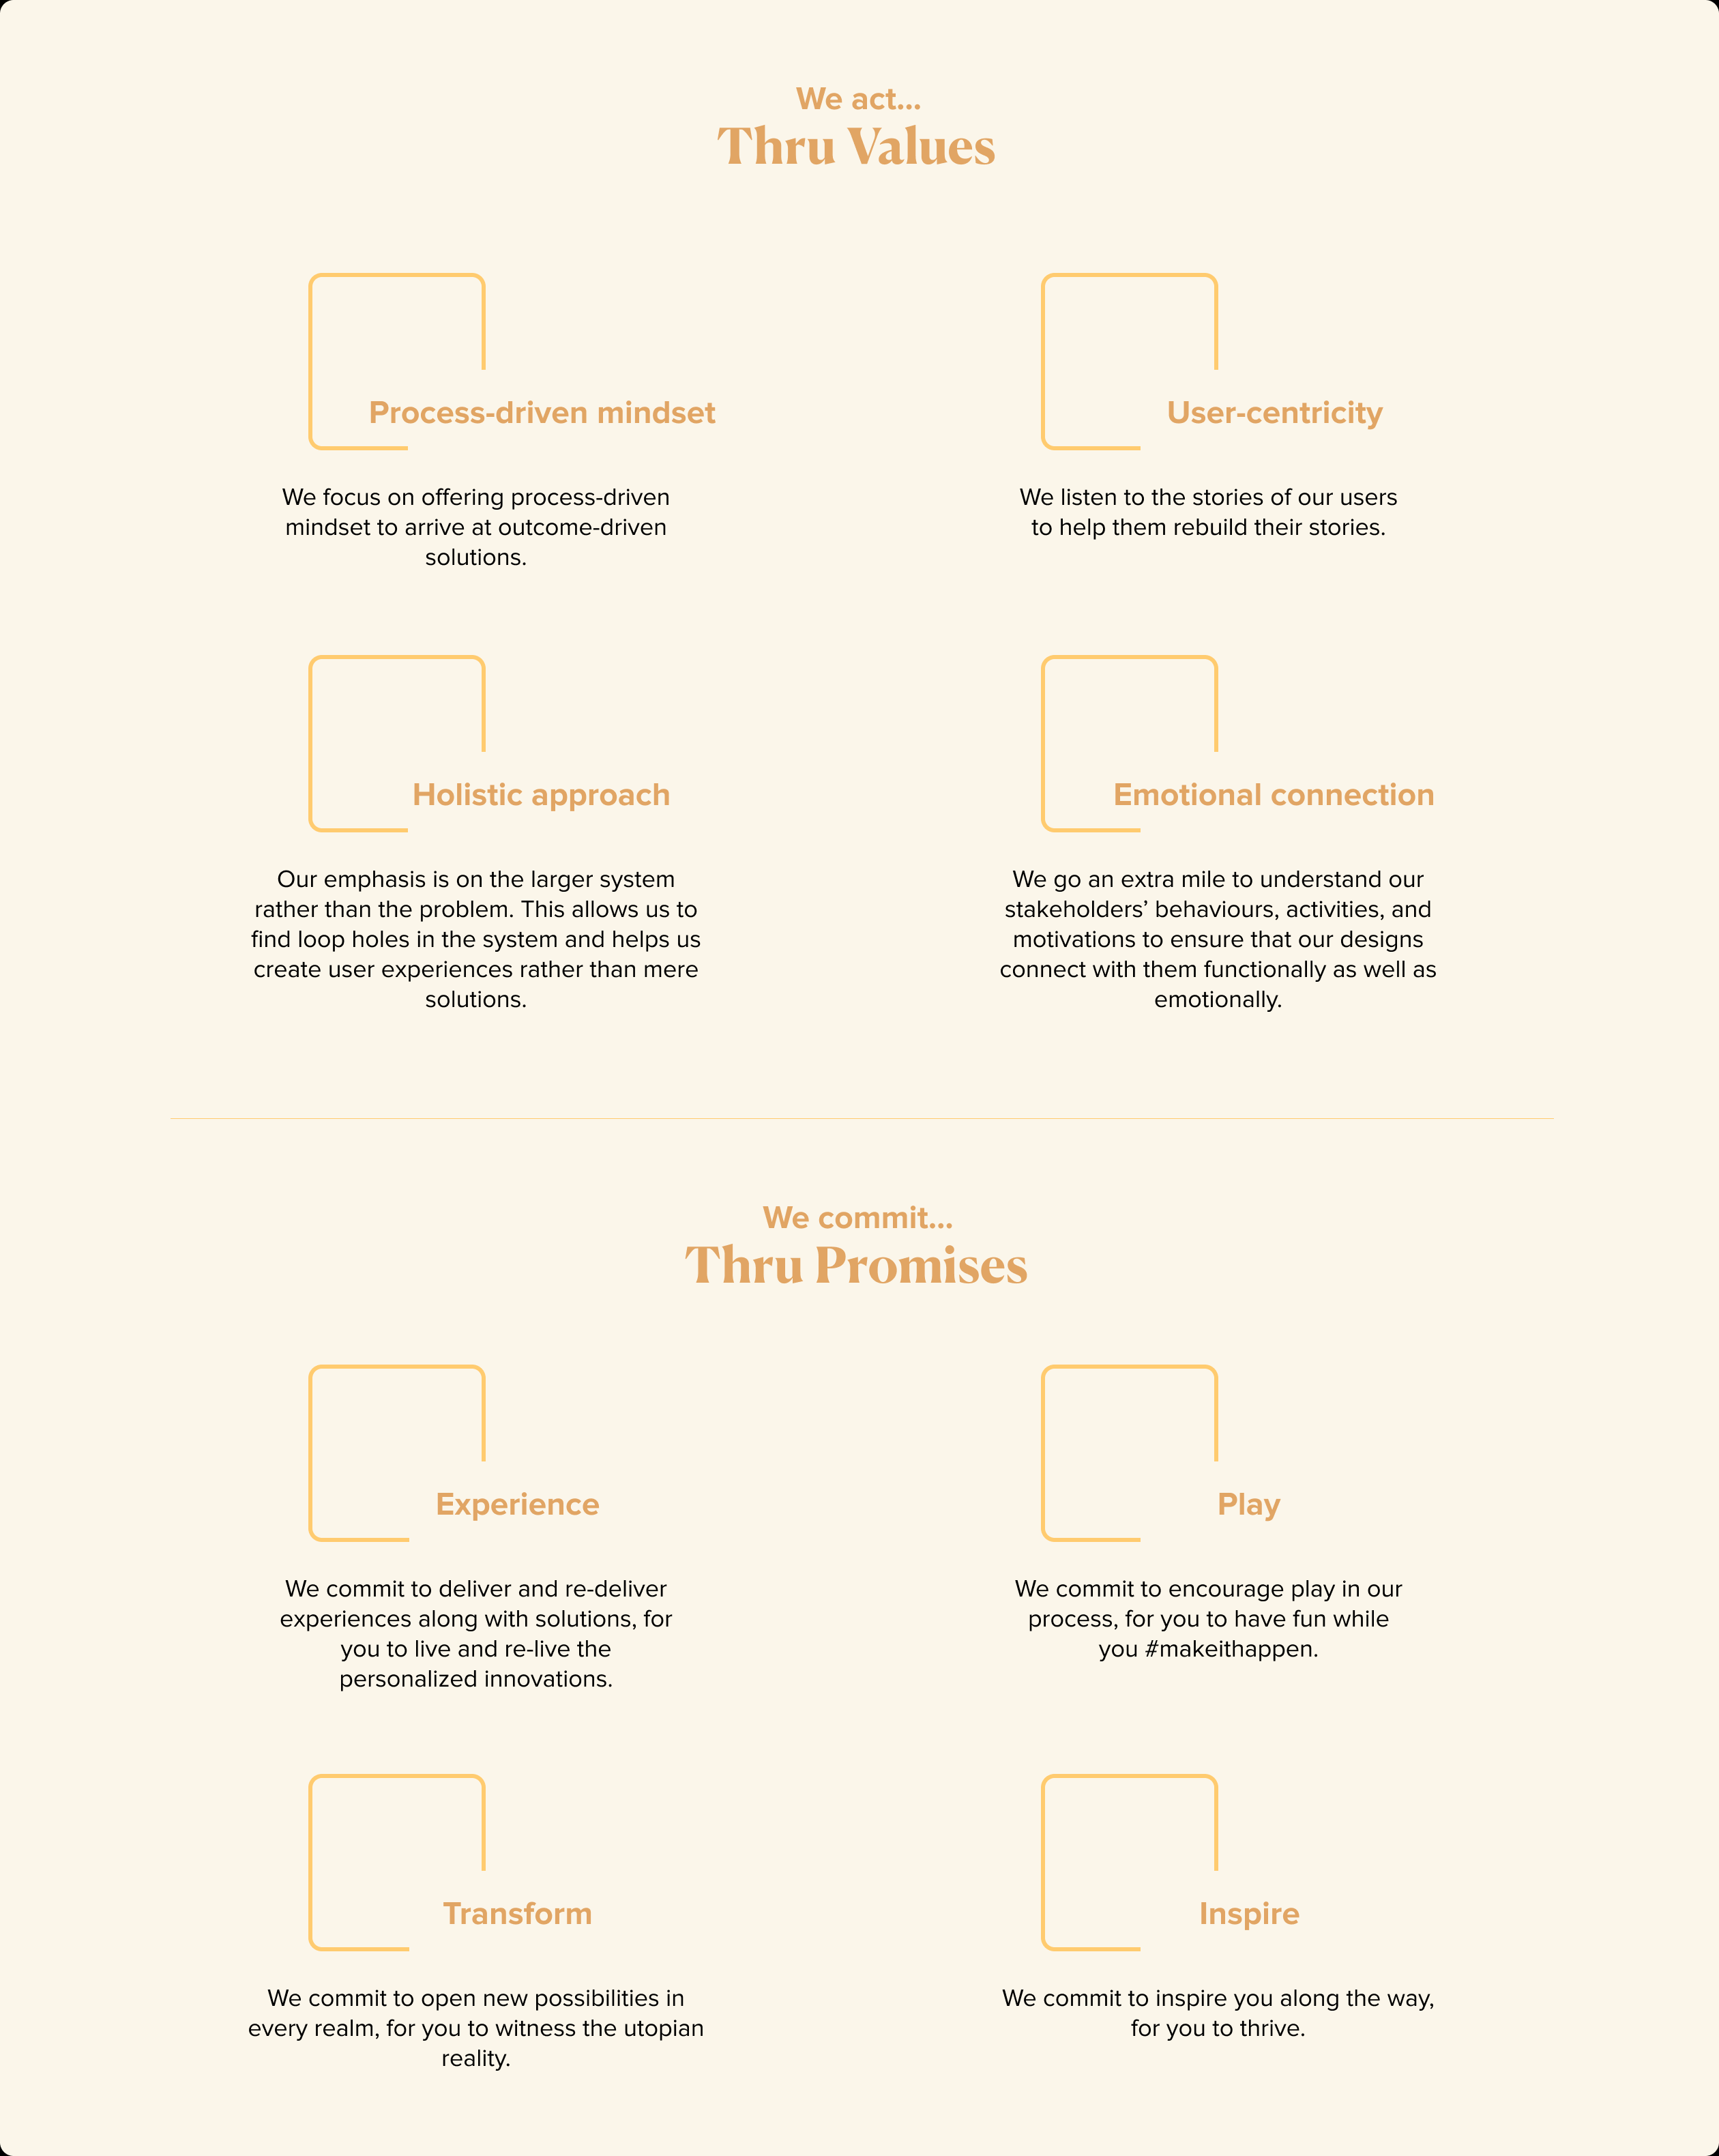 We act...
Thru Values
Process-driven mindset
We focus on offering process-driven
mindset to arrive at outcome-driven
solutions.
User-centricity
We listen to the stories of our users
to help them rebuild their stories.
Holistic approach
Our emphasis is on the larger system
rather than the problem. This allows us to
find loop holes in the system and helps us
create user experiences rather than mere
solutions.
Emotional connection
We go an extra mile to understand our
stakeholders’ behaviours, activities, and
motivations to ensure that our designs
connect with them functionally as well as
emotionally.
We commit...
Thru Promises
Experience
We commit to deliver and re-deliver
experiences along with solutions, for
you to live and re-live the
personalized innovations.
Play
We commit to encourage play in our
process, for you to have fun while
you #makeithappen.
Transform
We commit to open new possibilities in
every realm, for you to witness the utopian
reality.
Inspire
We commit to inspire you along the way,
for you to thrive.